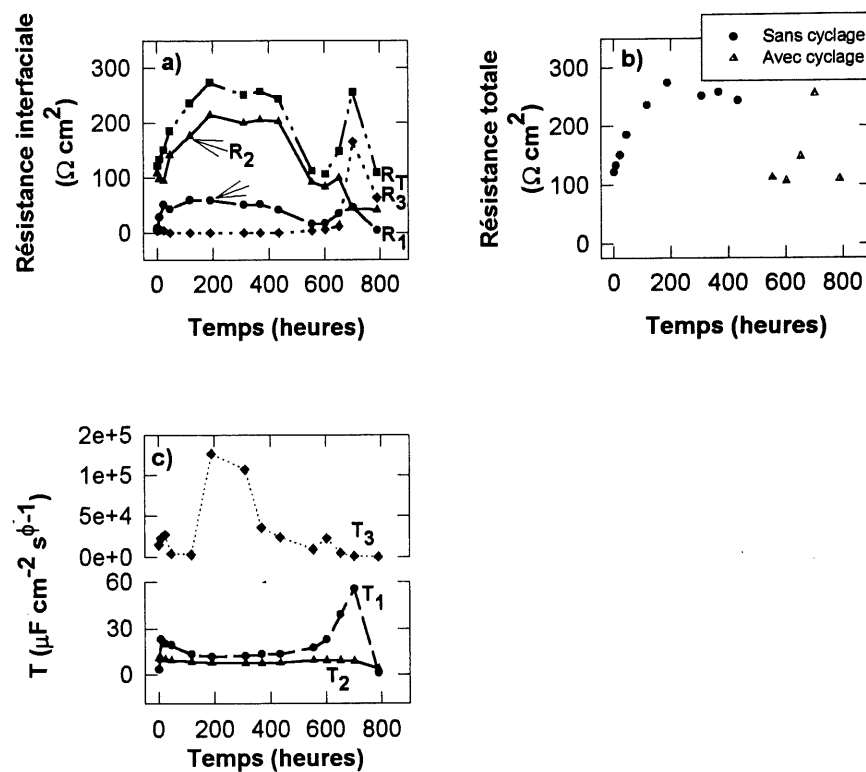 a)
Résistance interfaciale
(Ω cm²)
300
200
100
0
R₂
R_T
R₃
R₁
0 200 400 600 800
Temps (heures)
b)
● Sans cyclage
▵ Avec cyclage
Résistance totale
(Ω cm²)
300
200
100
0
0 200 400 600 800
Temps (heures)
c)
T (µF cm⁻² s^ϕ-1)
2e+5
1e+5
5e+4
0e+0
T₃
60
30
0
T₁
T₂
0 200 400 600 800
Temps (heures)